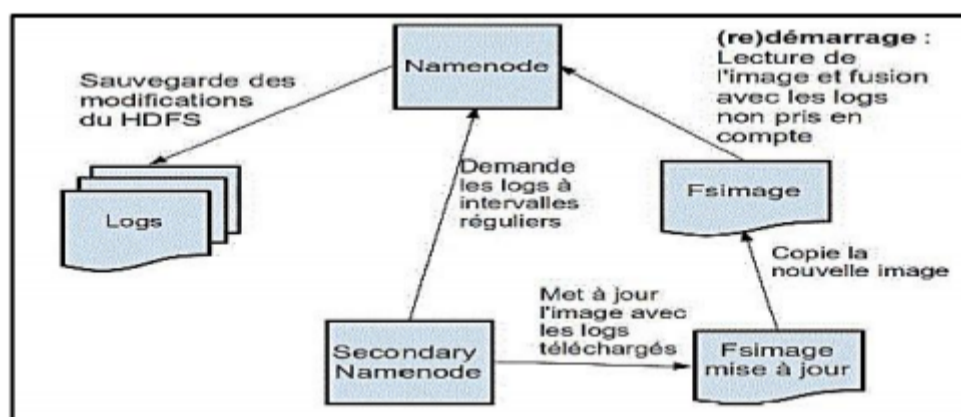 Namenode
(re)démarrage :
Lecture de
l'image et fusion
avec les logs
non pris en
compte
Sauvegarde des
modifications
du HDFS
Logs
Demande
les logs à
intervalles
réguliers
Fsimage
Copie la
nouvelle image
Met à jour
l'image avec
les logs
téléchargés
Secondary
Namenode
Fsimage
mise à jour